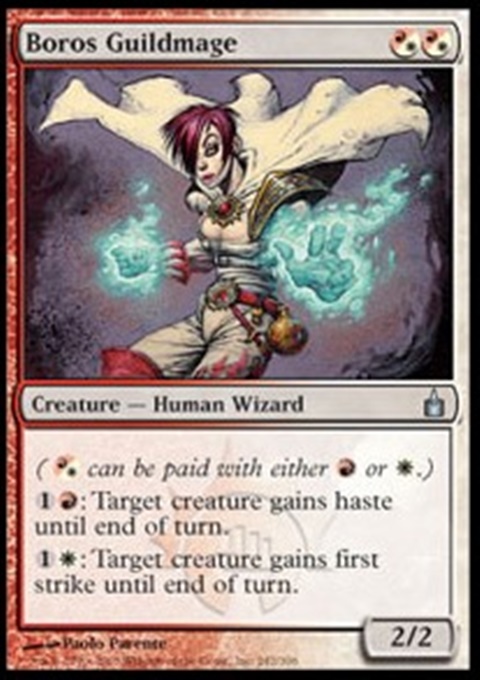 Boros Guildmage
Creature — Human Wizard
( can be paid with either or .)
1 : Target creature gains haste
until end of turn.
1 : Target creature gains first
strike until end of turn.
2/2
Paolo Parente